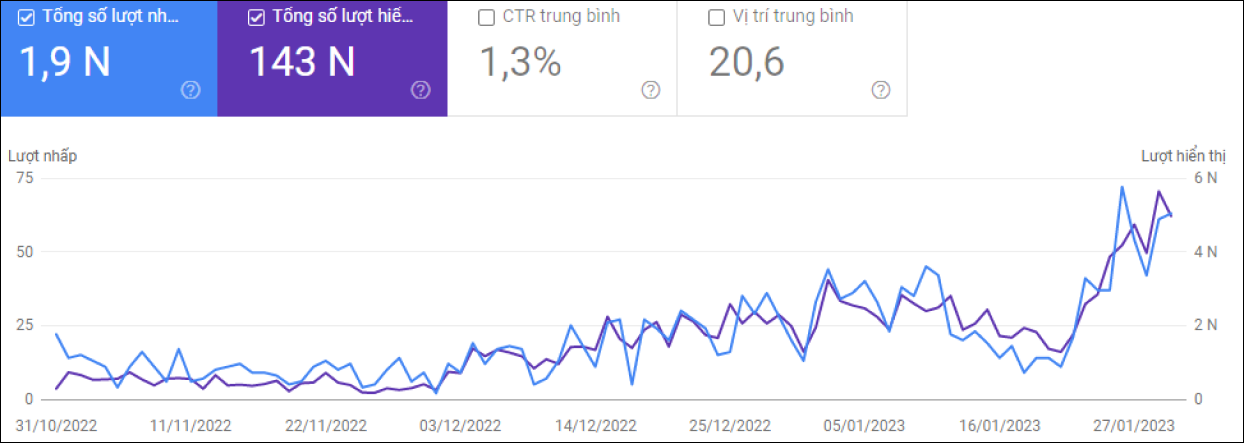 Tổng số lượt nh... Tổng số lượt hiể... CTR trung bình Vị trí trung bình
1,9 N 143 N 1,3% 20,6
Lượt nhấp Lượt hiển thị
75 6 N
50 4 N
25 2 N
0 0
31/10/2022 11/11/2022 22/11/2022 03/12/2022 14/12/2022 25/12/2022 05/01/2023 16/01/2023 27/01/2023